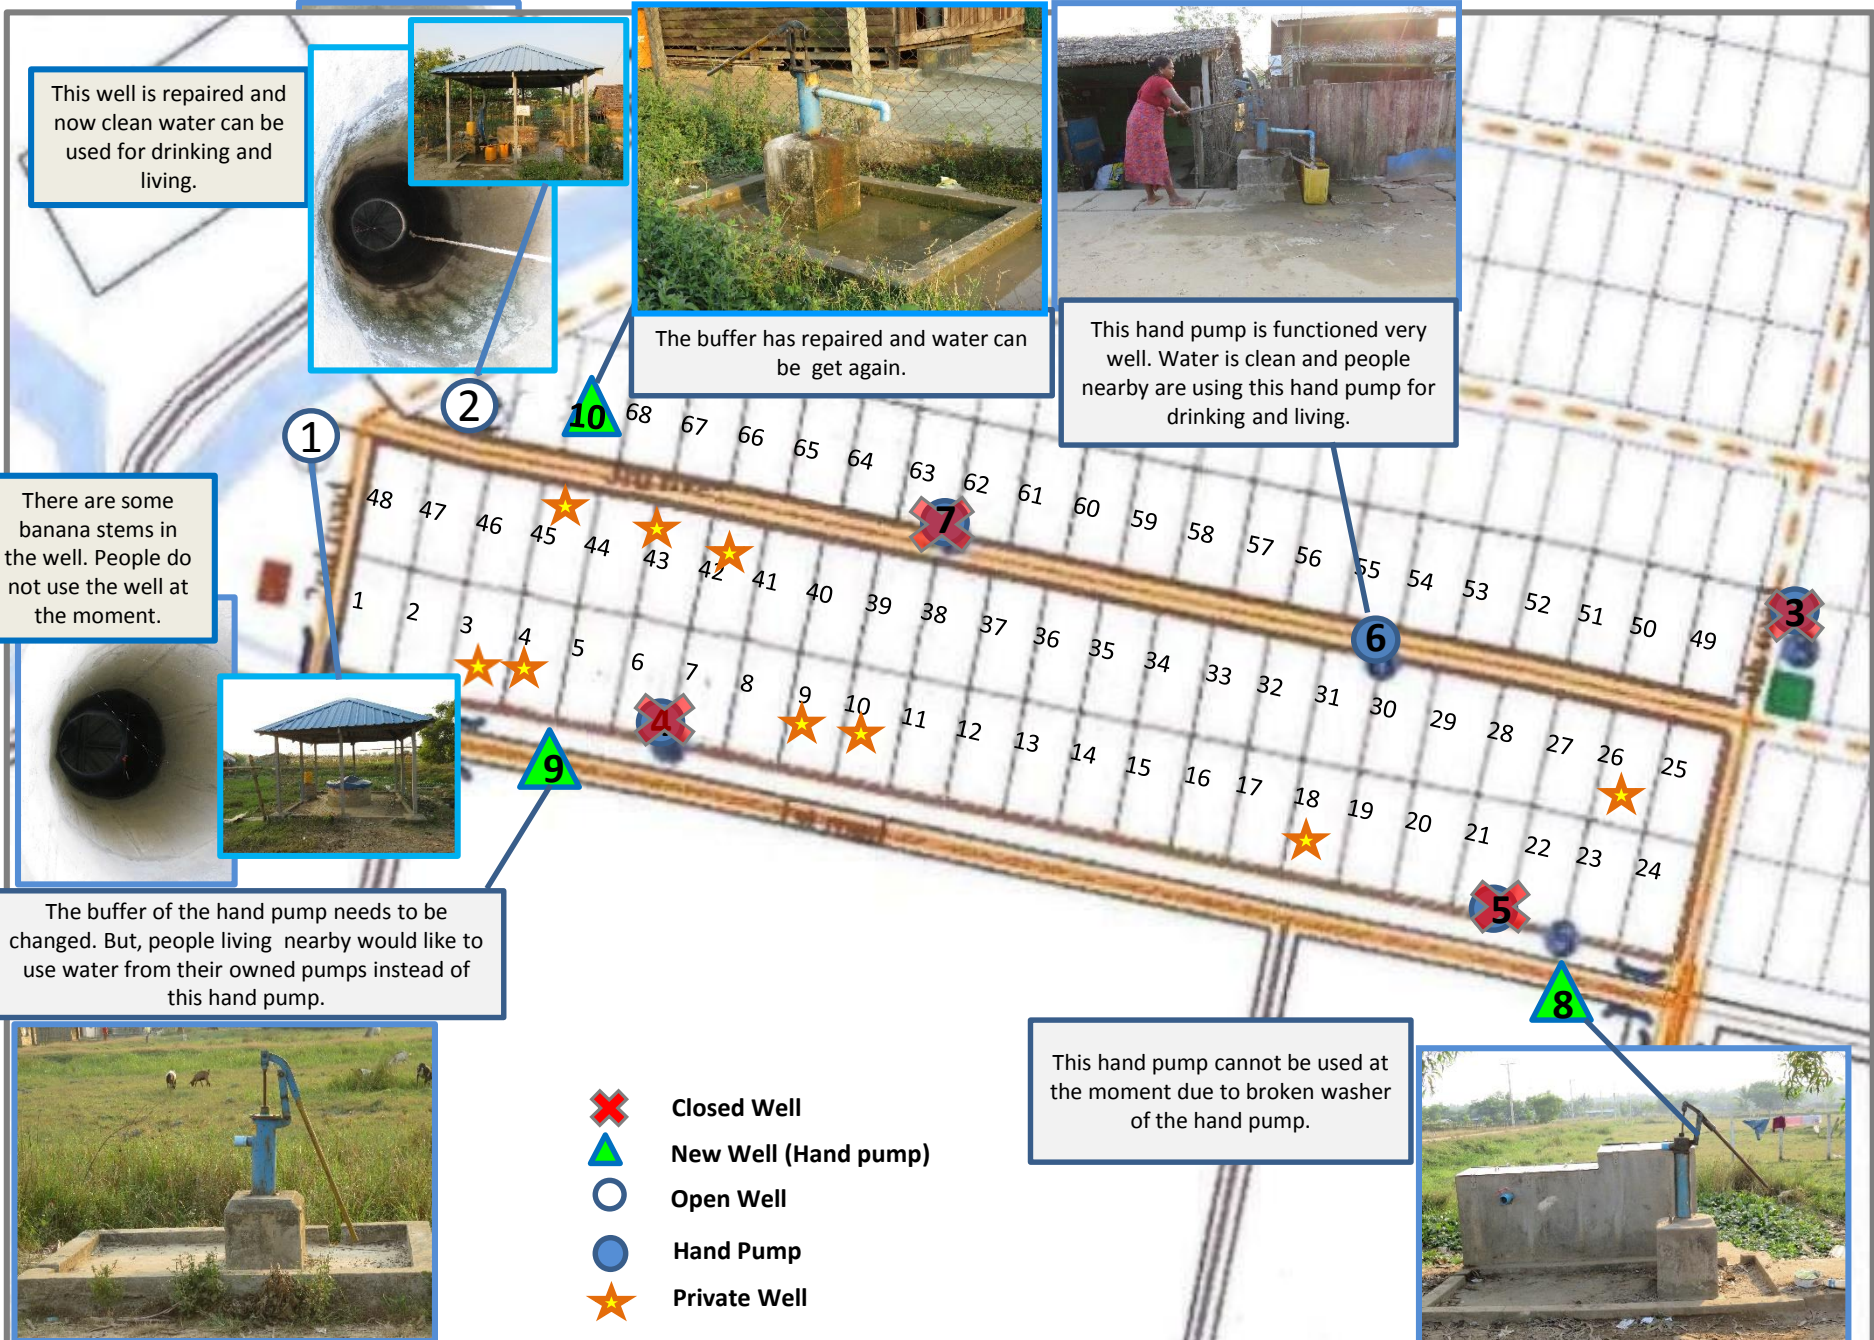 This well is repaired and
now clean water can be
used for drinking and
living.
The buffer has repaired and water can
be get again.
This hand pump is functioned very
well. Water is clean and people
nearby are using this hand pump for
drinking and living.
There are some
banana stems in
the well. People do
not use the well at
the moment.
1
2
10
68 67 66 65 64 63 62 61 60 59 58 57 56 55 54 53 52 51 50 49
7
6
3
48 47 46 45 44 43 42 41 40 39 38 37 36 35 34 33 32 31 30 29 28 27 26 25
1 2 3 4 5 6 7 8 9 10 11 12 13 14 15 16 17 18 19 20 21 22 23 24
4
9
5
8
The buffer of the hand pump needs to be
changed. But, people living nearby would like to
use water from their owned pumps instead of
this hand pump.
This hand pump cannot be used at
the moment due to broken washer
of the hand pump.
Closed Well
New Well (Hand pump)
Open Well
Hand Pump
Private Well